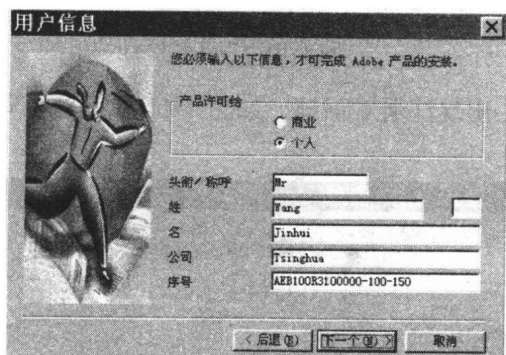 用户信息
您必须输入以下信息，才可完成 Adobe 产品的安装。
产品许可给
商业
个人
头衔／称呼 Mr
姓 Wang
名 Jinhui
公司 Tsinghua
序号 AEB100R3100000-100-150
< 后退(B) 下一个(N) > 取消